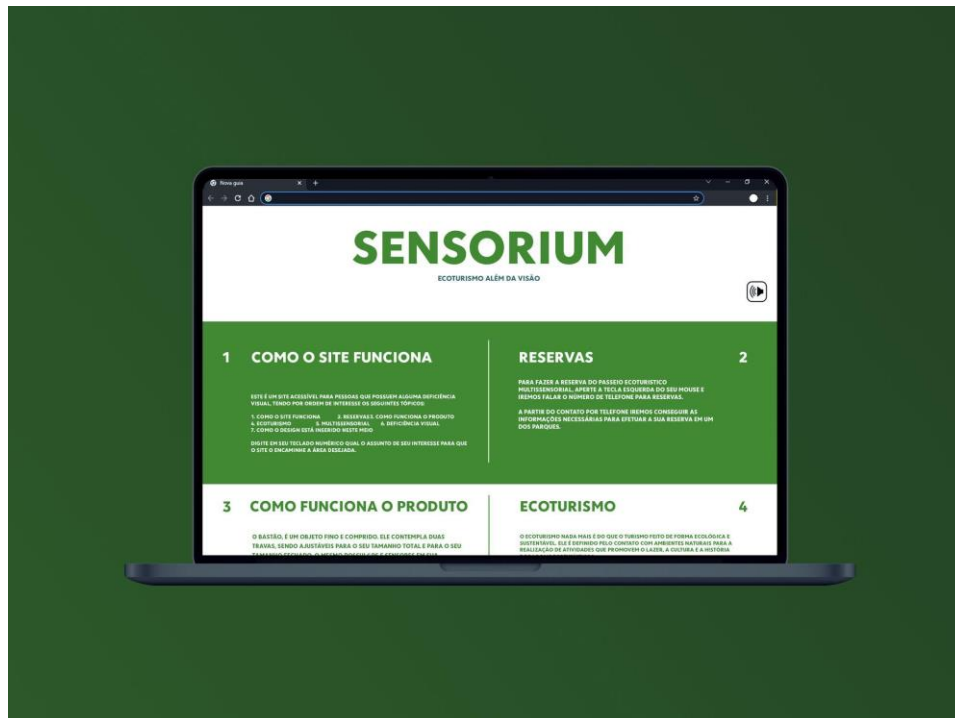 Nova guia
SENSORIUM
ECOTURISMO ALÉM DA VISÃO
1 COMO O SITE FUNCIONA
ESTE É UM SITE ACESSÍVEL PARA PESSOAS QUE POSSUEM ALGUMA DEFICIÊNCIA
VISUAL, TENDO POR ORDEM DE INTERESSE OS SEGUINTES TÓPICOS:
1. COMO O SITE FUNCIONA 2. RESERVAS 3. COMO FUNCIONA O PRODUTO
4. ECOTURISMO 5. MULTISSENSORIAL 6. DEFICIÊNCIA VISUAL
7. COMO O DESIGN ESTÁ INSERIDO NESTE MEIO
DIGITE EM SEU TECLADO NUMÉRICO QUAL O ASSUNTO DE SEU INTERESSE PARA QUE
O SITE O ENCAMINHE A ÁREA DESEJADA.
RESERVAS 2
PARA FAZER A RESERVA DO PASSEIO ECOTURISTICO
MULTISSENSORIAL, APERTE A TECLA ESQUERDA DO SEU MOUSE E
IREMOS FALAR O NÚMERO DE TELEFONE PARA RESERVAS.
A PARTIR DO CONTATO POR TELEFONE IREMOS CONSEGUIR AS
INFORMAÇÕES NECESSÁRIAS PARA EFETUAR A SUA RESERVA EM UM
DOS PARQUES.
3 COMO FUNCIONA O PRODUTO
O BASTÃO, É UM OBJETO FINO E COMPRIDO. ELE CONTEMPLA DUAS
TRAVAS, SENDO AJUSTÁVEIS PARA O SEU TAMANHO TOTAL E PARA O SEU
ECOTURISMO 4
O ECOTURISMO NADA MAIS É DO QUE O TURISMO FEITO DE FORMA ECOLÓGICA E
SUSTENTÁVEL. ELE É DEFINIDO PELO CONTATO COM AMBIENTES NATURAIS PARA A
REALIZAÇÃO DE ATIVIDADES QUE PROMOVEM O LAZER, A CULTURA E A HISTÓRIA